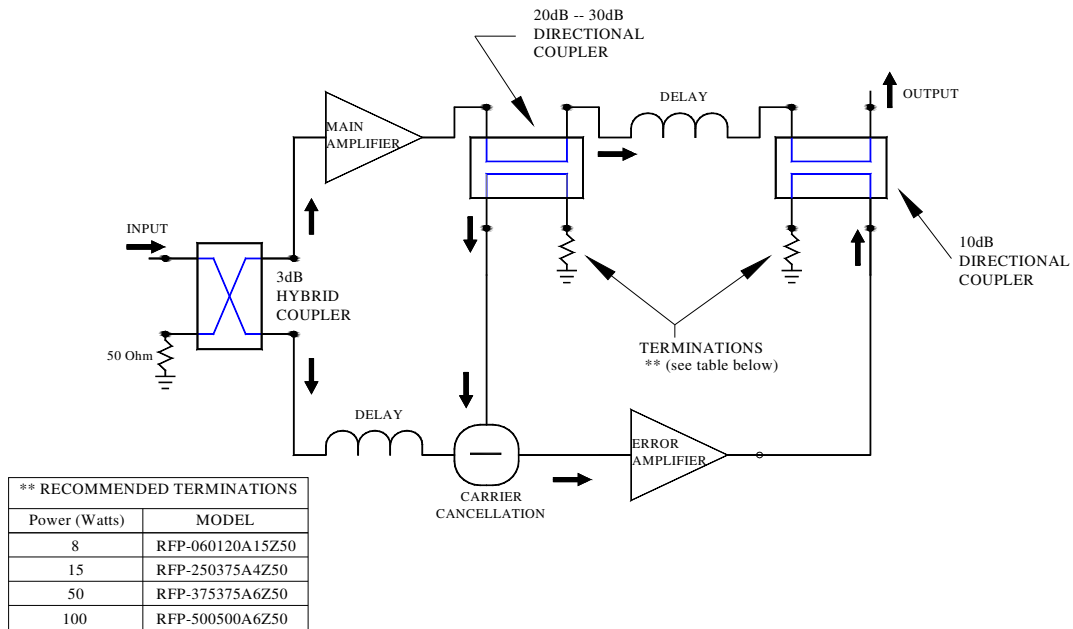 20dB -- 30dB
DIRECTIONAL
COUPLER
DELAY
OUTPUT
MAIN
AMPLIFIER
INPUT
3dB
HYBRID
COUPLER
10dB
DIRECTIONAL
COUPLER
50 Ohm
TERMINATIONS
** (see table below)
DELAY
ERROR
AMPLIFIER
CARRIER
CANCELLATION
** RECOMMENDED TERMINATIONS
Power (Watts) MODEL
8 RFP-060120A15Z50
15 RFP-250375A4Z50
50 RFP-375375A6Z50
100 RFP-500500A6Z50